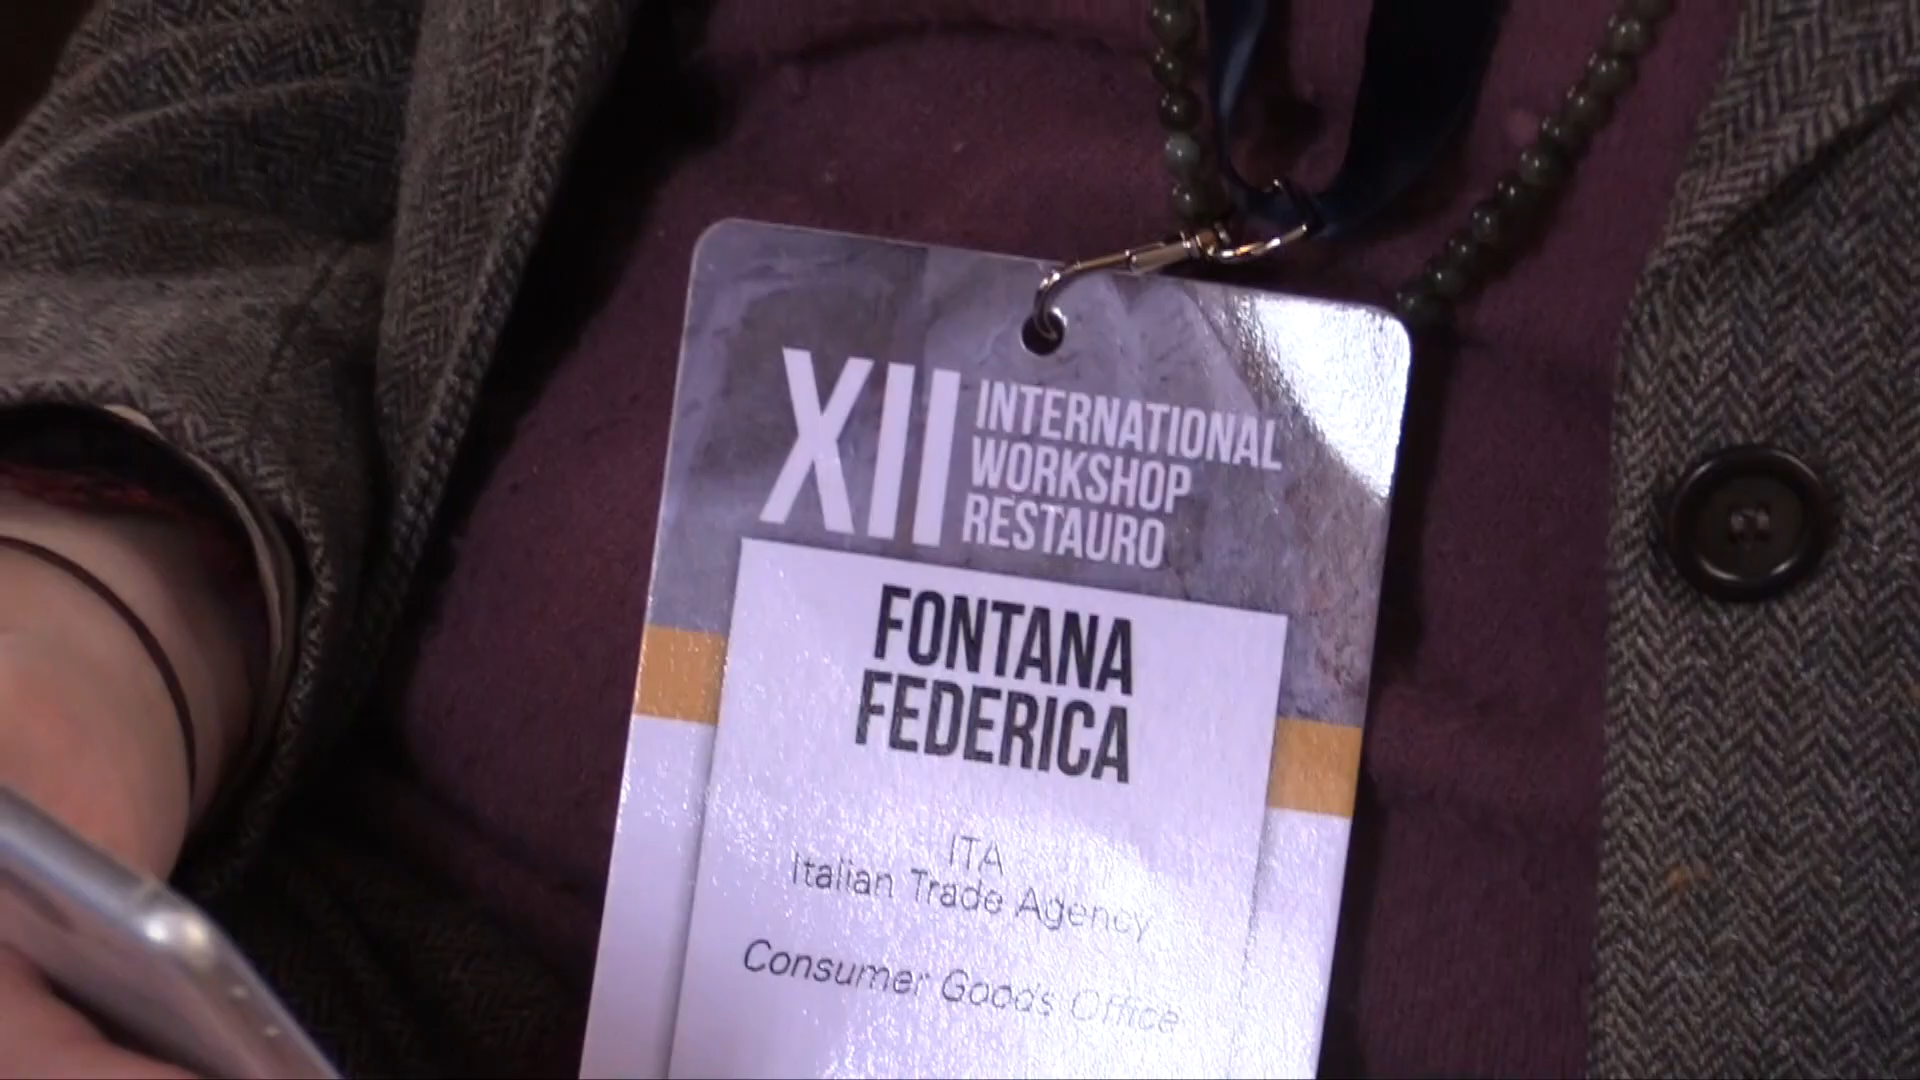 XII INTERNATIONAL
WORKSHOP
RESTAURO
FONTANA
FEDERICA
ITA
Italian Trade Agency
Consumer Goods Office